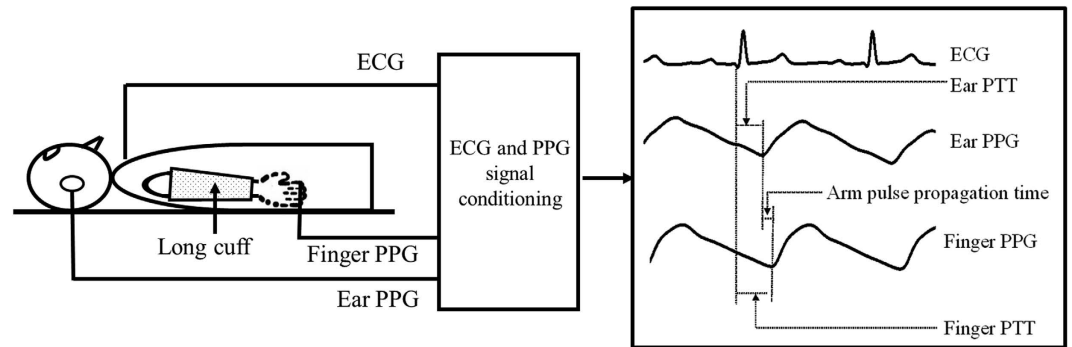 ECG
ECG and PPG
signal
conditioning
Long cuff
Finger PPG
Ear PPG
ECG
Ear PTT
Ear PPG
Arm pulse propagation time
Finger PPG
Finger PTT